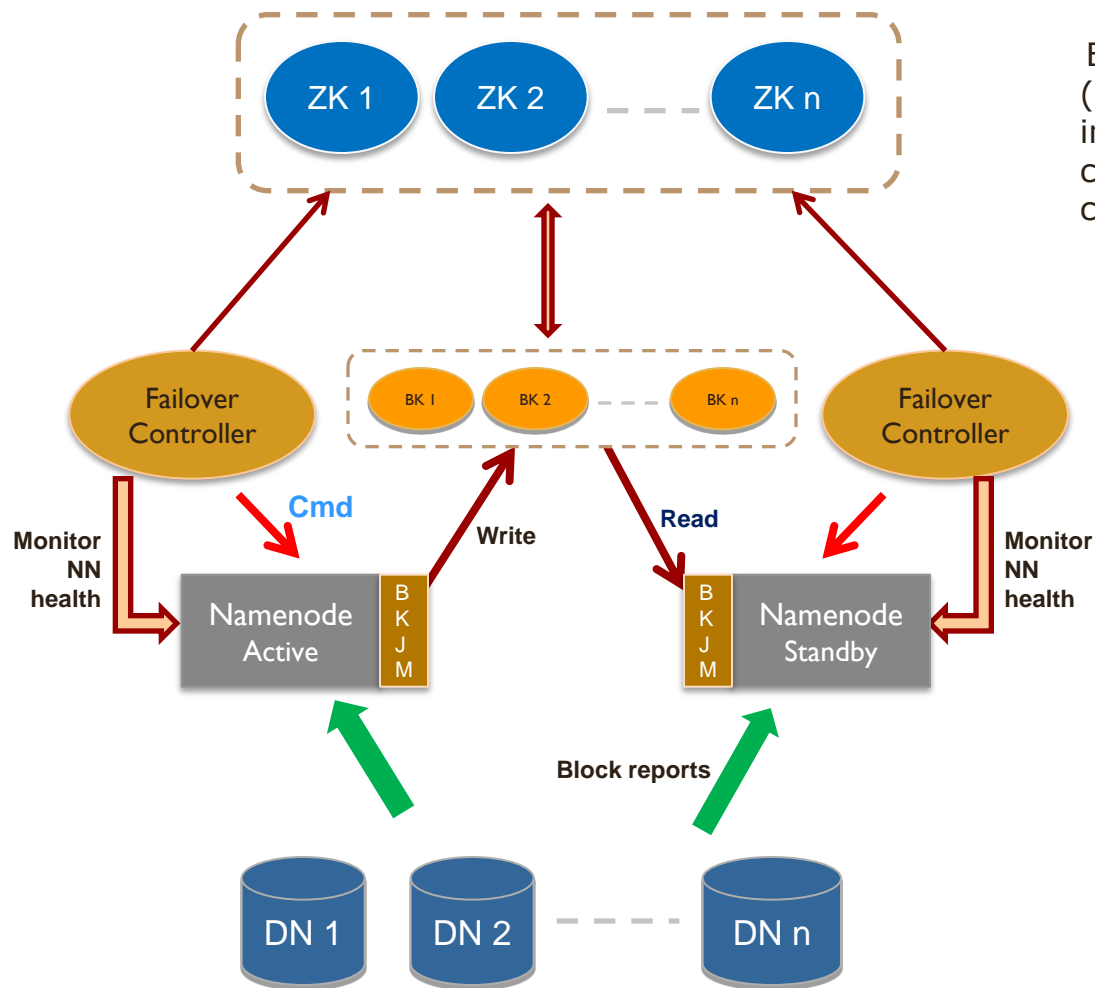 ZK 1
ZK 2
ZK n
(
Failover
Controller
BK 1
BK 2
BK n
Failover
Controller
Cmd
Write
Read
Monitor
NN
health
Monitor
NN
health
Namenode
Active
B
K
J
M
B
K
J
M
Namenode
Standby
Block reports
DN 1
DN 2
DN n